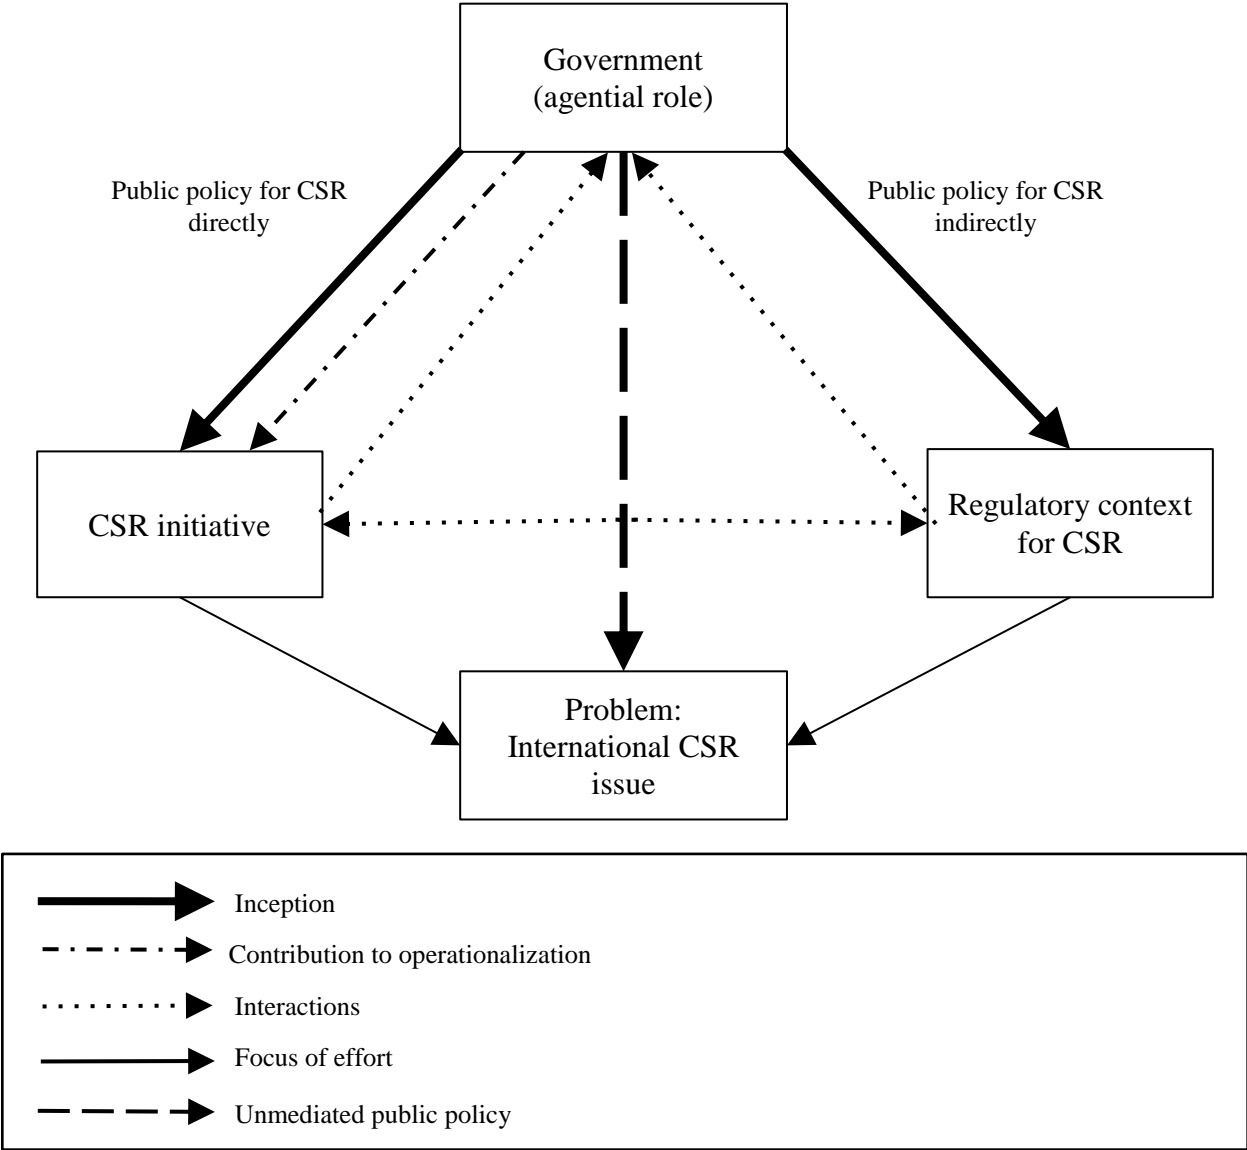 Government
(agential role)
Public policy for CSR
directly
Public policy for CSR
indirectly
CSR initiative
Regulatory context
for CSR
Problem:
International CSR
issue
Inception
Contribution to operationalization
Interactions
Focus of effort
Unmediated public policy